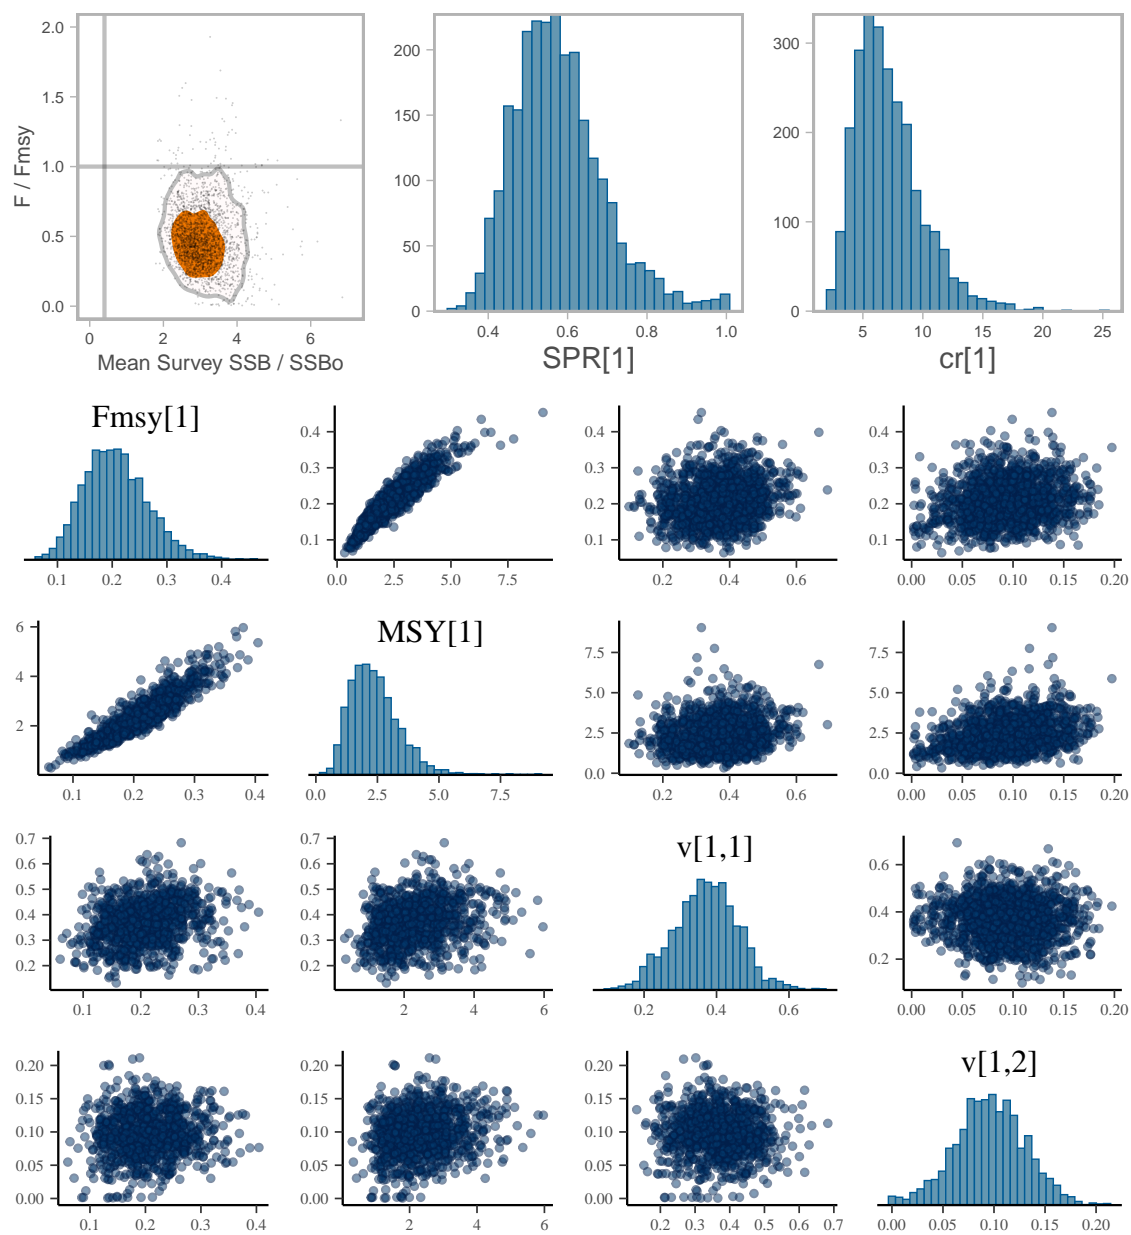 2.0
1.5
1.0
0.5
0.0
F / Fmsy
0 2 4 6
Mean Survey SSB / SSBo
200
150
100
50
0
0.4 0.6 0.8 1.0
SPR[1]
300
200
100
0
5 10 15 20 25
cr[1]
Fmsy[1]
0.1 0.2 0.3 0.4
0.4
0.3
0.2
0.1
0.0 2.5 5.0 7.5
0.4
0.3
0.2
0.1
0.2 0.4 0.6
0.4
0.3
0.2
0.1
0.00 0.05 0.10 0.15 0.20
6
4
2
0.1 0.2 0.3 0.4
MSY[1]
0.0 2.5 5.0 7.5
7.5
5.0
2.5
0.0
0.2 0.4 0.6
7.5
5.0
2.5
0.0
0.00 0.05 0.10 0.15 0.20
0.7
0.6
0.5
0.4
0.3
0.2
0.1 0.2 0.3 0.4
0.7
0.6
0.5
0.4
0.3
0.2
2 4 6
v[1,1]
0.2 0.4 0.6
0.6
0.4
0.2
0.00 0.05 0.10 0.15 0.20
0.20
0.15
0.10
0.05
0.00
0.1 0.2 0.3 0.4
0.20
0.15
0.10
0.05
0.00
2 4 6
0.20
0.15
0.10
0.05
0.00
0.2 0.3 0.4 0.5 0.6 0.7
v[1,2]
0.00 0.05 0.10 0.15 0.20